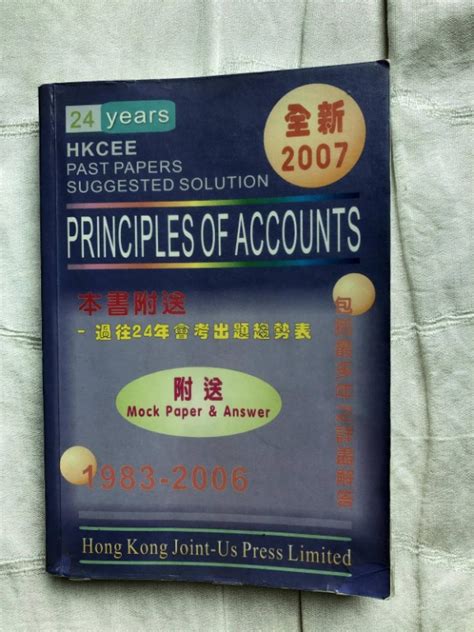 24 years
全新
2007
HKCEE
PAST PAPERS
SUGGESTED SOLUTION
PRINCIPLES OF ACCOUNTS
本書附送
- 過往24年會考出題趨勢表
附送
Mock Paper & Answer
1983-2006
Hong Kong Joint-Us Press Limited